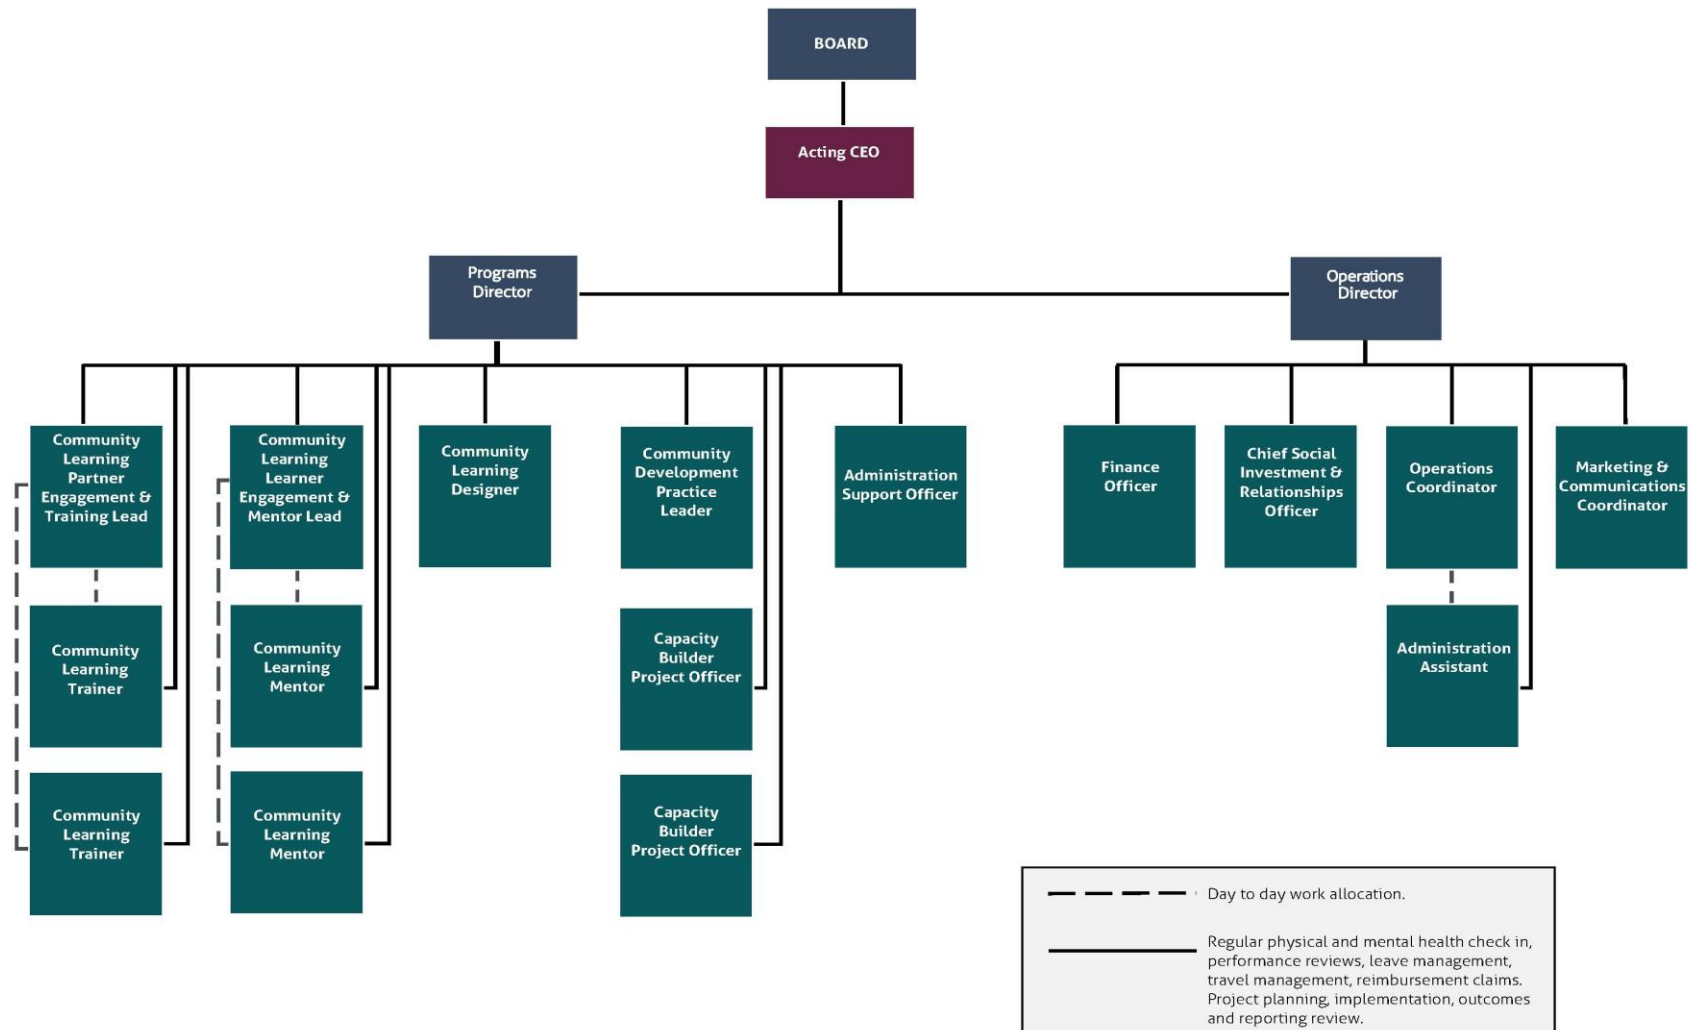 BOARD
Acting CEO
Programs
Director
Operations
Director
Community
Learning
Partner
Engagement &
Training Lead
Community
Learning
Learner
Engagement &
Mentor Lead
Community
Learning
Designer
Community
Development
Practice
Leader
Administration
Support Officer
Finance
Officer
Chief Social
Investment &
Relationships
Officer
Operations
Coordinator
Marketing &
Communications
Coordinator
Community
Learning
Trainer
Community
Learning
Mentor
Capacity
Builder
Project Officer
Administration
Assistant
Community
Learning
Trainer
Community
Learning
Mentor
Capacity
Builder
Project Officer
Day to day work allocation.
Regular physical and mental health check in,
performance reviews, leave management,
travel management, reimbursement claims.
Project planning, implementation, outcomes
and reporting review.